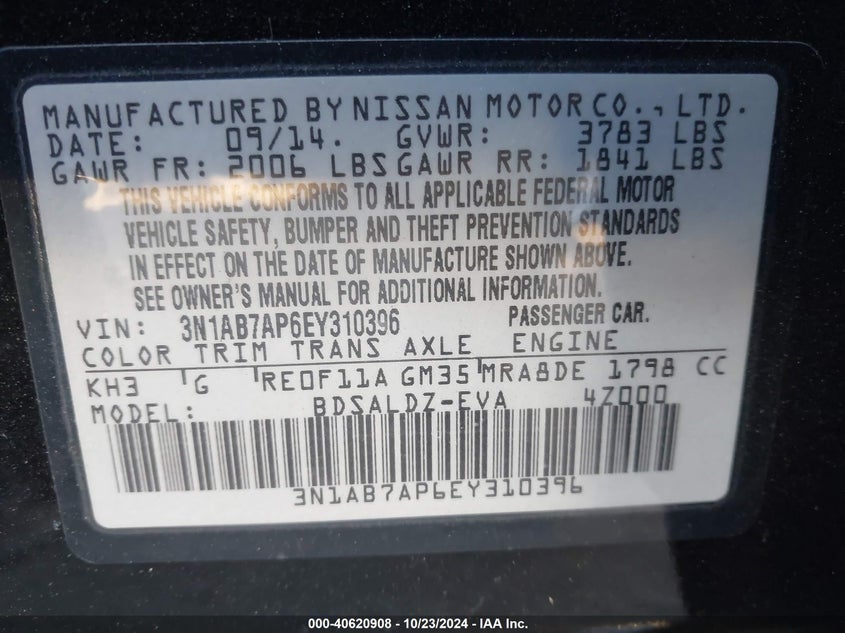 MANUFACTURED BY NISSAN MOTOR CO., LTD.
DATE: 09/14. GVWR: 3783 LBS
GAWR FR: 2006 LBS GAWR RR: 1841 LBS
THIS VEHICLE CONFORMS TO ALL APPLICABLE FEDERAL MOTOR
VEHICLE SAFETY, BUMPER AND THEFT PREVENTION STANDARDS
IN EFFECT ON THE DATE OF MANUFACTURE SHOWN ABOVE.
SEE OWNER'S MANUAL FOR ADDITIONAL INFORMATION.
VIN: 3N1AB7AP6EY310396 PASSENGER CAR.
COLOR TRIM TRANS AXLE ENGINE
KH3 G RE0F11A GM35 MRA8DE 1798 CC
MODEL: BDSALDZ-EVA 4Z000
3N1AB7AP6EY310396
000-40620908 - 10/23/2024 - IAA Inc.